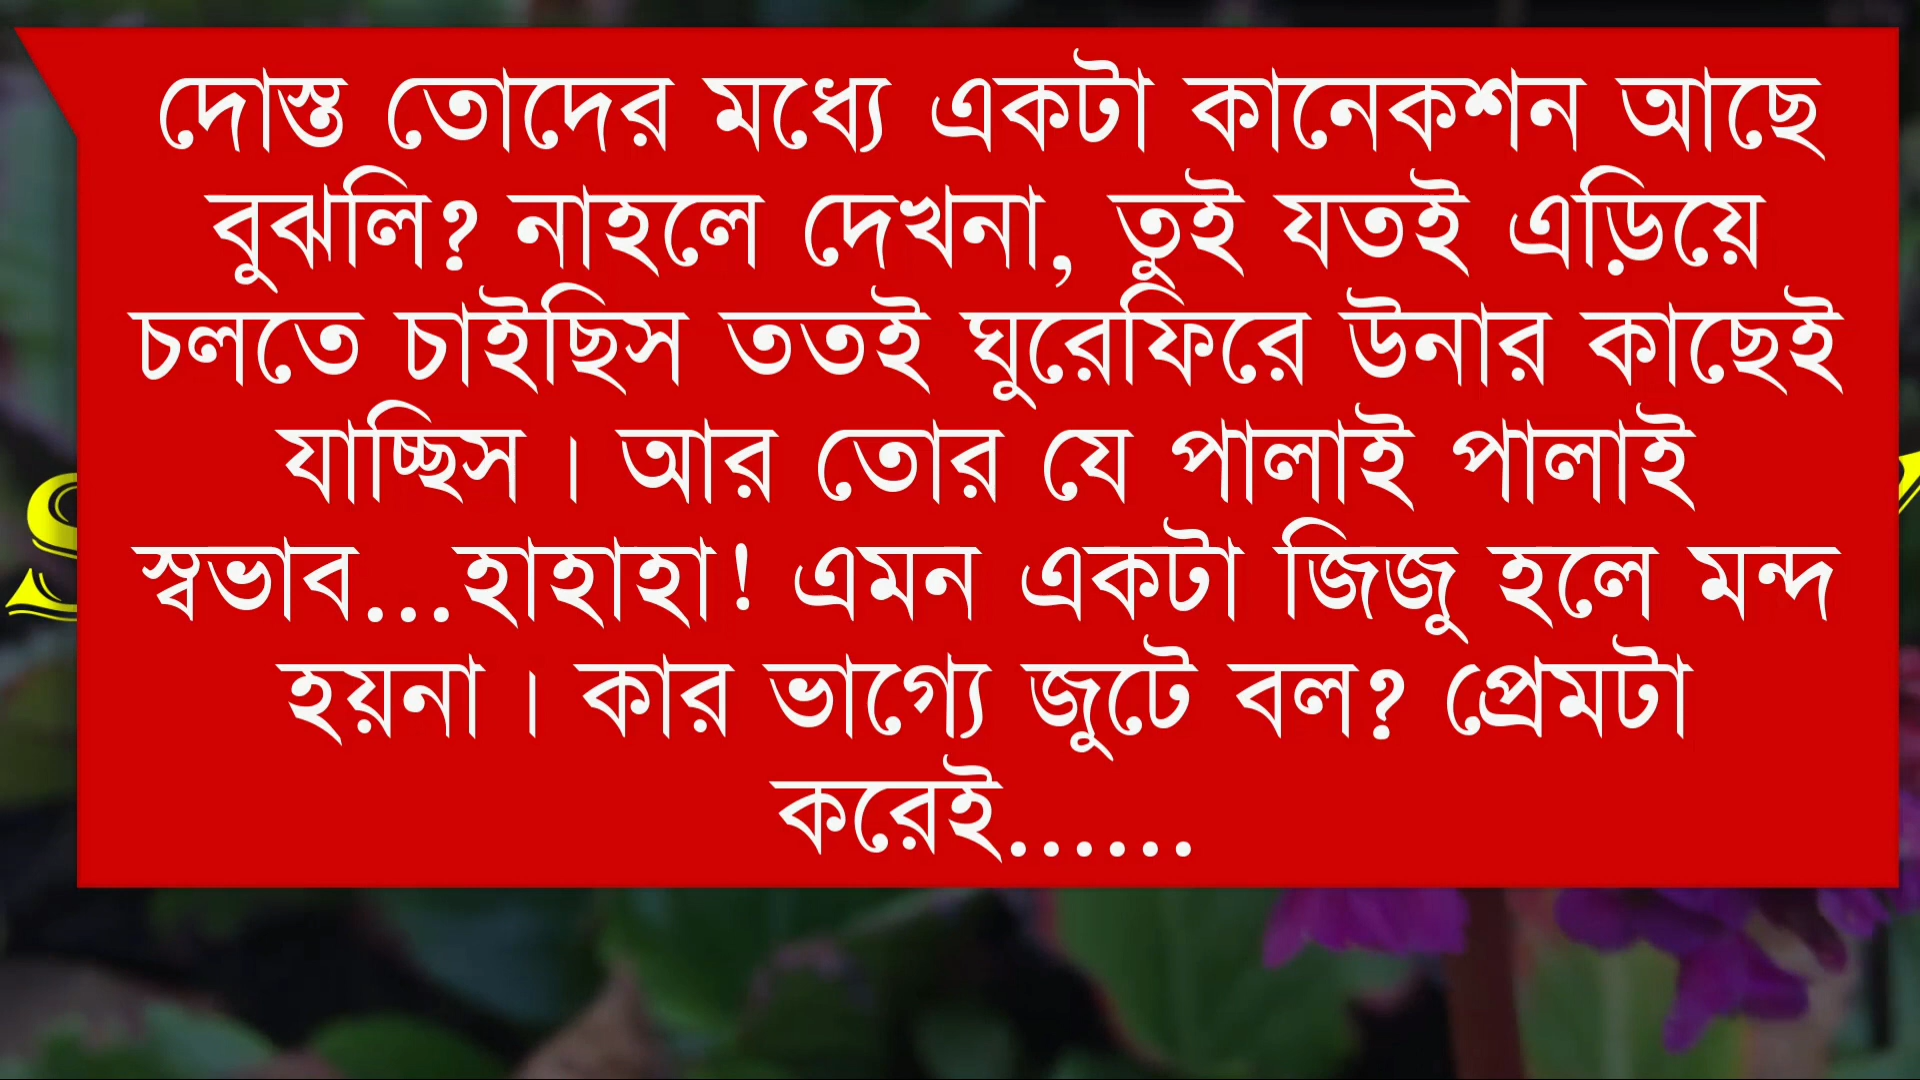 দোস্ত তোদের মধ্যে একটা কানেকশন আছে
বুঝলি? নাহলে দেখনা, তুই যতই এড়িয়ে
চলতে চাইছিস ততই ঘুরেফিরে উনার কাছেই
যাচ্ছিস। আর তোর যে পালাই পালাই
স্বভাব...হাহাহা! এমন একটা জিজু হলে মন্দ
হয়না। কার ভাগ্যে জুটে বল? প্রেমটা
করেই......